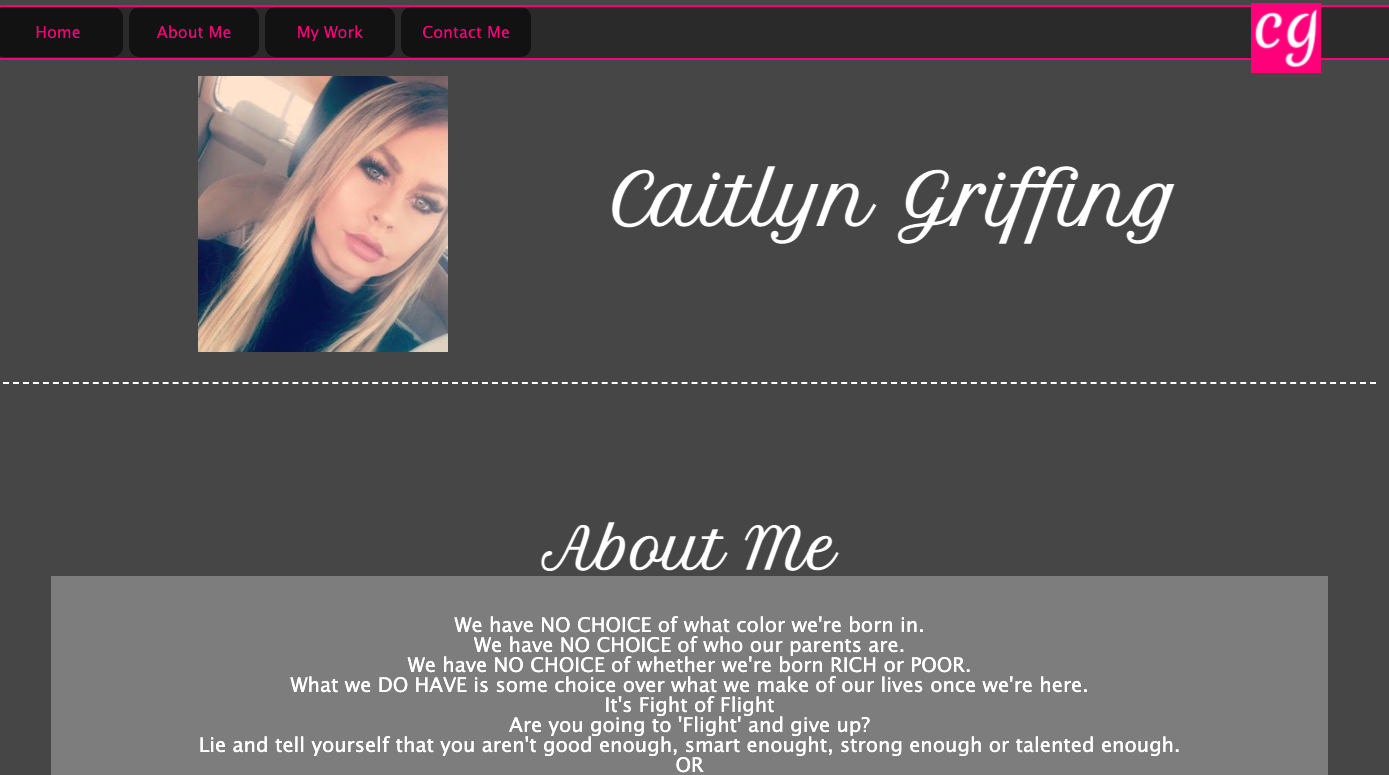 Home About Me My Work Contact Me cg
Caitlyn Griffing
About Me
We have NO CHOICE of what color we're born in.
We have NO CHOICE of who our parents are.
We have NO CHOICE of whether we're born RICH or POOR.
What we DO HAVE is some choice over what we make of our lives once we're here.
It's Fight of Flight
Are you going to 'Flight' and give up?
Lie and tell yourself that you aren't good enough, smart enought, strong enough or talented enough.
OR